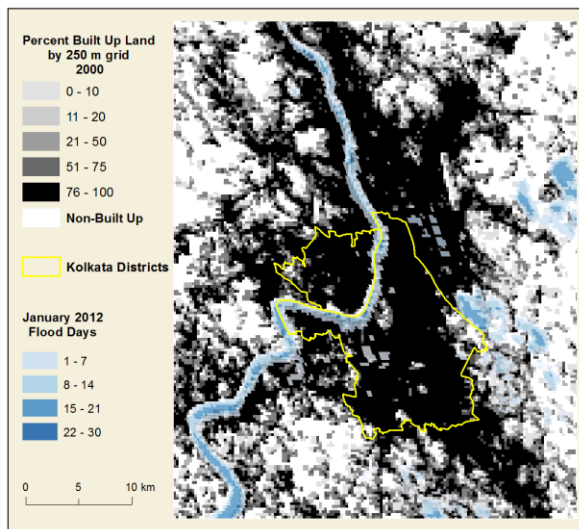 Percent Built Up Land
by 250 m grid
2000
0 - 10
11 - 20
21 - 50
51 - 75
76 - 100
Non-Built Up
Kolkata Districts
January 2012
Flood Days
1 - 7
8 - 14
15 - 21
22 - 30
0 5 10 km